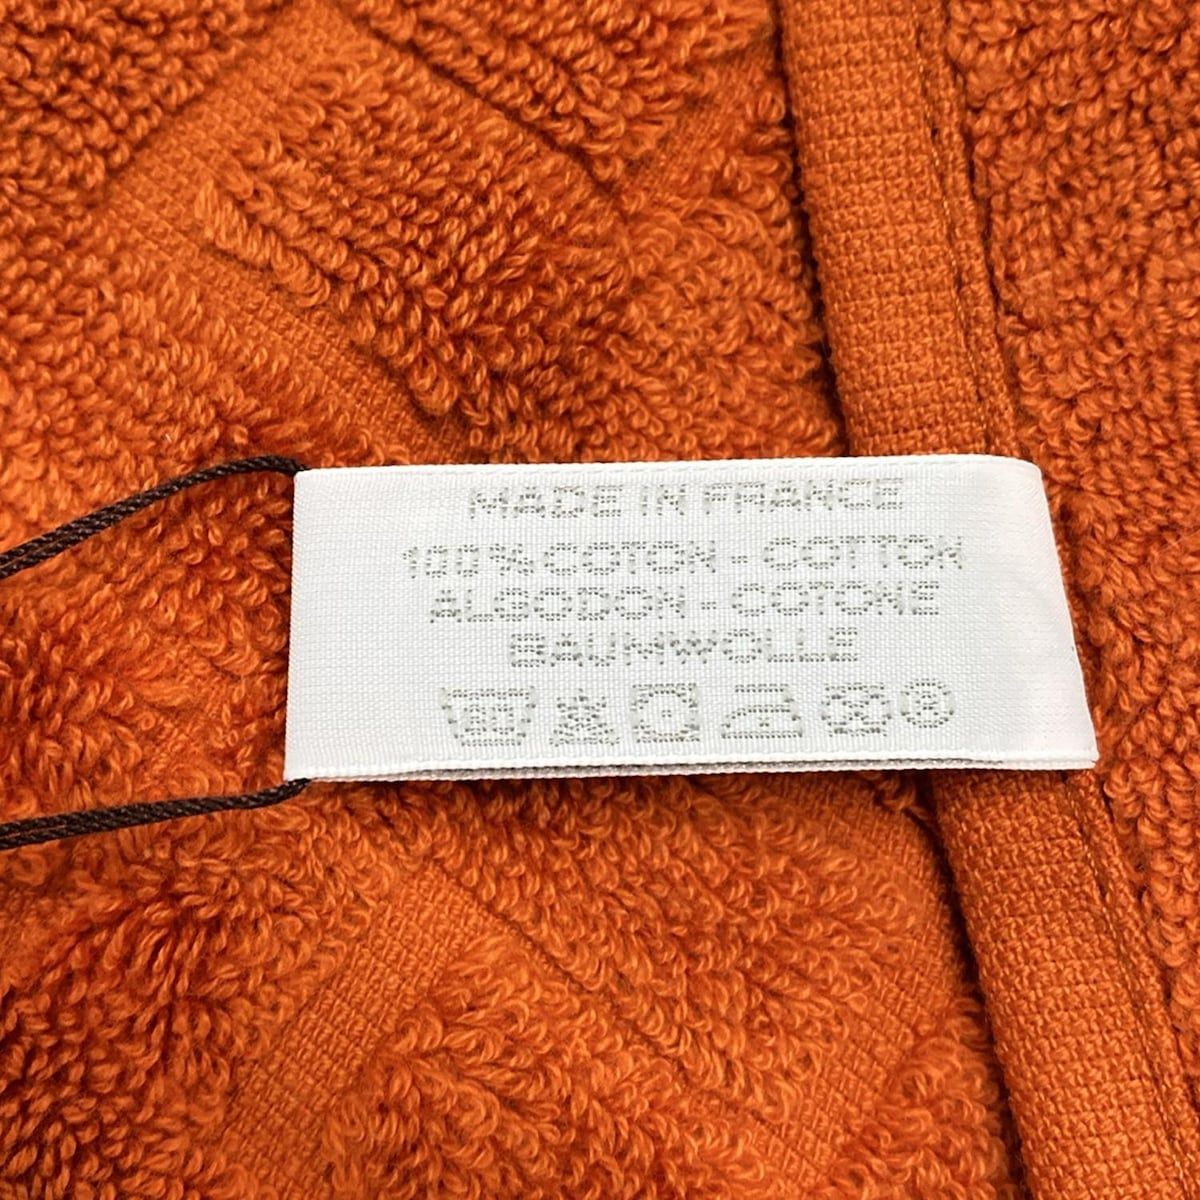 MADE IN FRANCE
100 % COTON - COTTON
ALGODON - COTONE
BAUMWOLLE
®